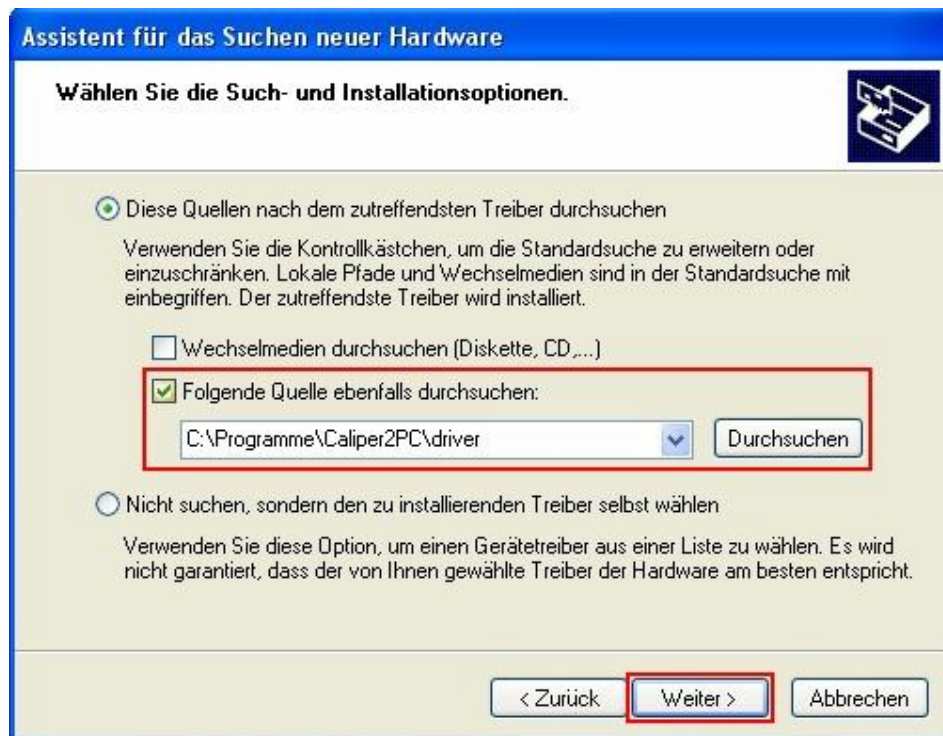 Assistent für das Suchen neuer Hardware
Wählen Sie die Such- und Installationsoptionen.
Diese Quellen nach dem zutreffendsten Treiber durchsuchen
Verwenden Sie die Kontrollkästchen, um die Standardsuche zu erweitern oder
einzuschränken. Lokale Pfade und Wechselmedien sind in der Standardsuche mit
einbegriffen. Der zutreffendste Treiber wird installiert.
Wechselmedien durchsuchen (Diskette, CD,...)
Folgende Quelle ebenfalls durchsuchen:
C:\Programme\Caliper2PC\driver
Durchsuchen
Nicht suchen, sondern den zu installierenden Treiber selbst wählen
Verwenden Sie diese Option, um einen Gerätetreiber aus einer Liste zu wählen. Es wird
nicht garantiert, dass der von Ihnen gewählte Treiber der Hardware am besten entspricht.
< Zurück Weiter > Abbrechen